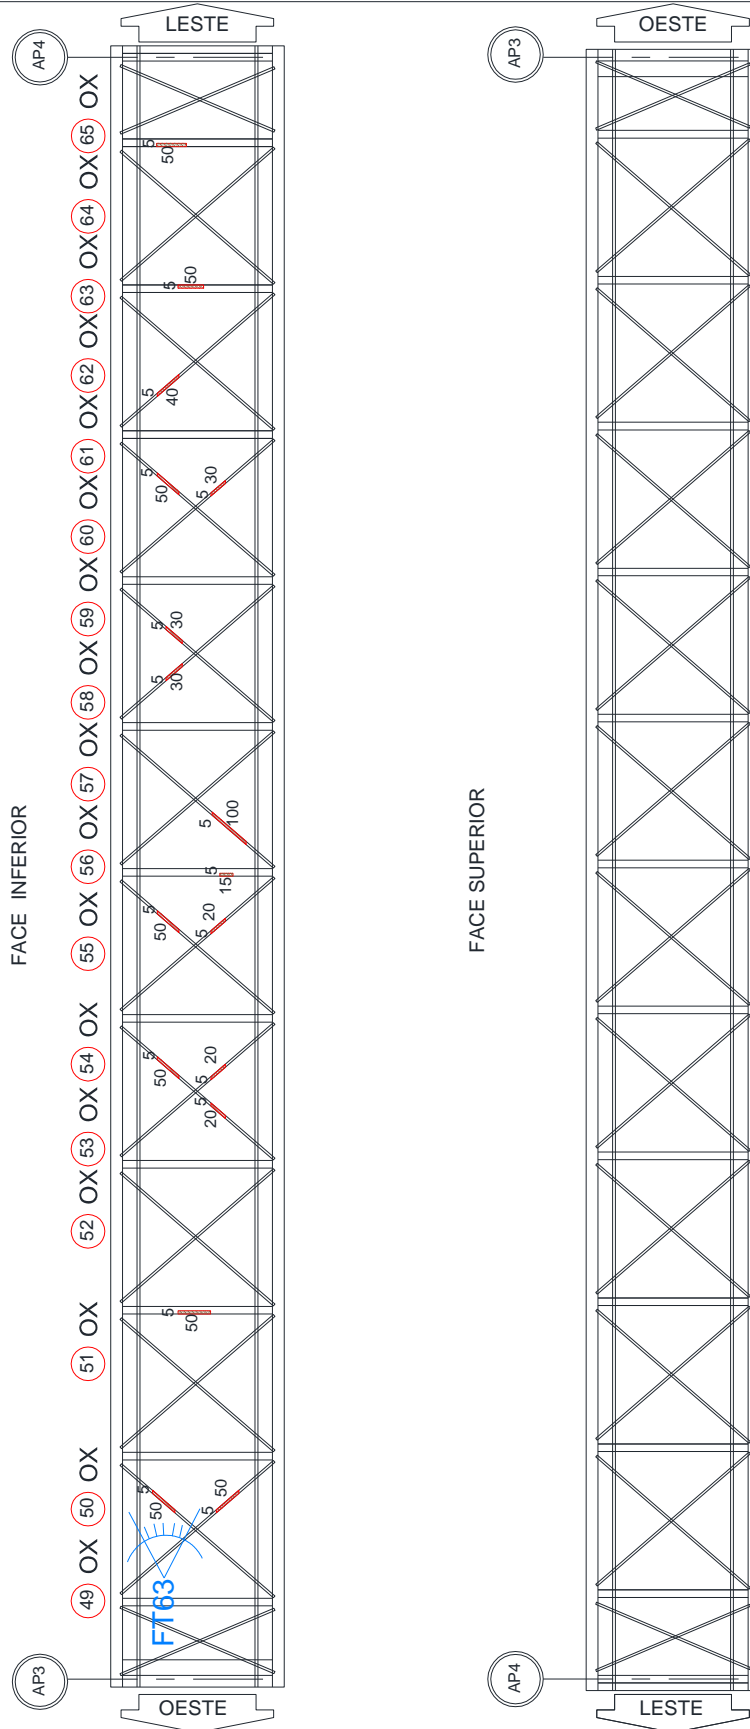 LESTE
OESTE
AP4
AP3
OX
65
5
50
OX
64
OX
5
50
63
OX
62
5
40
OX
61
5
50
5
30
OX
60
OX
59
5
30
OX
5
30
58
OX
57
FACE INFERIOR
FACE SUPERIOR
OX
5
100
56
5
15
OX
5
50
5
20
55
OX
54
5
50
5
20
OX
5
20
53
OX
52
OX
5
50
51
OX
50
5
50
5
50
OX
49
FT63
AP3
AP4
OESTE
LESTE